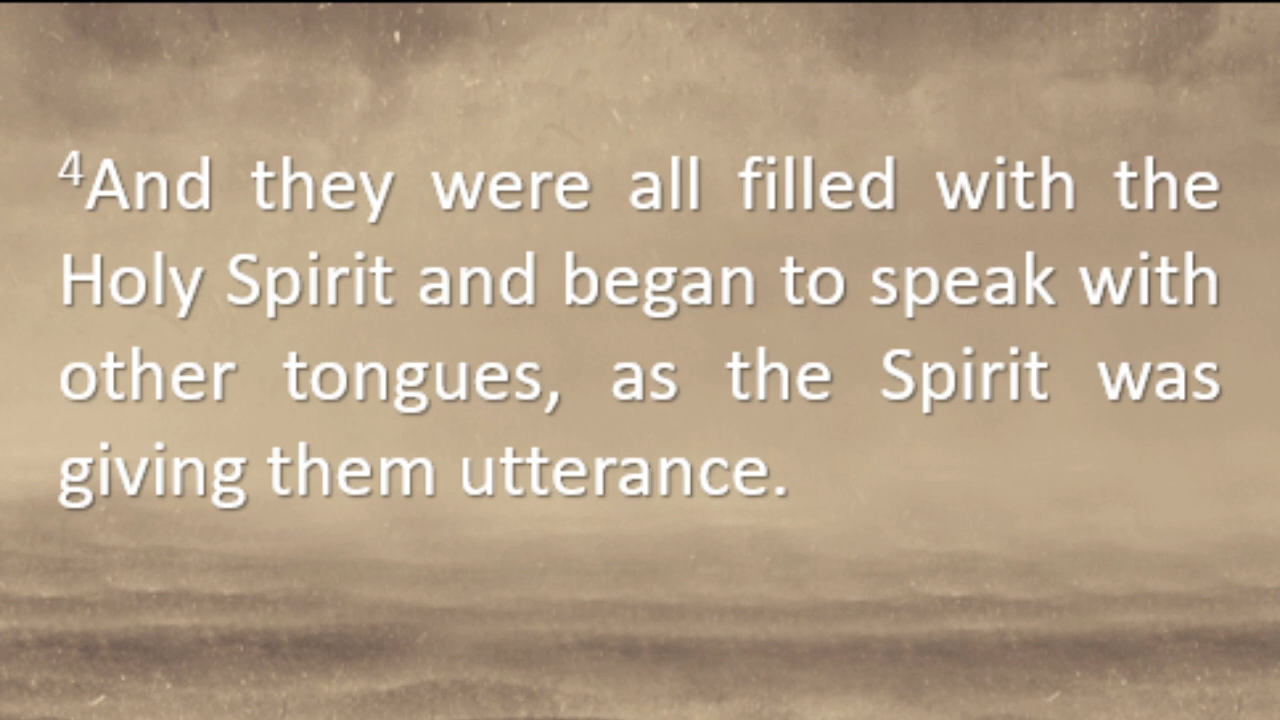 ⁴And they were all filled with the
Holy Spirit and began to speak with
other tongues, as the Spirit was
giving them utterance.